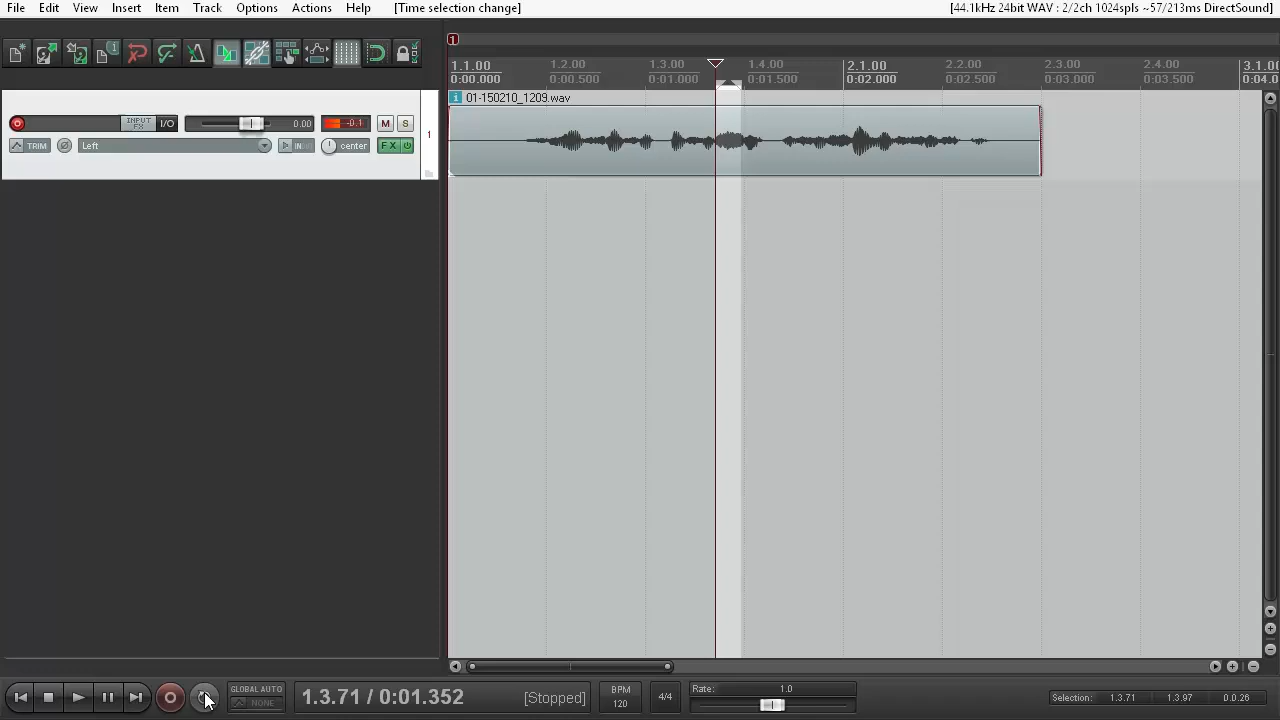 File Edit View Insert Item Track Options Actions Help [Time selection change] [44.1kHz 24bit WAV : 2/2ch 1024spls ~57/213ms DirectSound]
1
1.1.00 1.2.00 1.3.00 1.4.00 2.1.00 2.2.00 2.3.00 2.4.00 3.1.0
0:00.000 0:00.500 0:01.000 0:01.500 0:02.000 0:02.500 0:03.000 0:03.500 0:04.0
i 01-150210_1209.wav
INPUT FX I/O 0.00 -0.1 M S
1
TRIM Left IN center FX
GLOBAL AUTO
NONE
1.3.71 / 0:01.352 [Stopped]
BPM
120
4/4
Rate: 1.0
Selection: 1.3.71 1.3.97 0.0.26